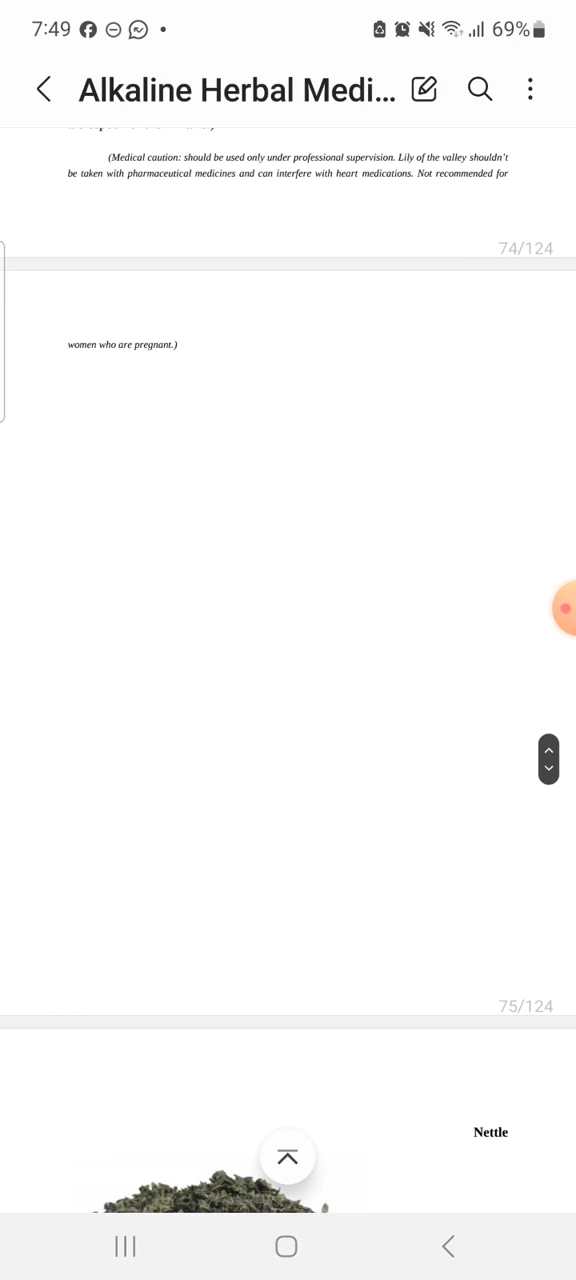 7:49
69%
Alkaline Herbal Medi...
(Medical caution: should be used only under professional supervision. Lily of the valley shouldn't
be taken with pharmaceutical medicines and can interfere with heart medications. Not recommended for
74/124
women who are pregnant.)
75/124
Nettle